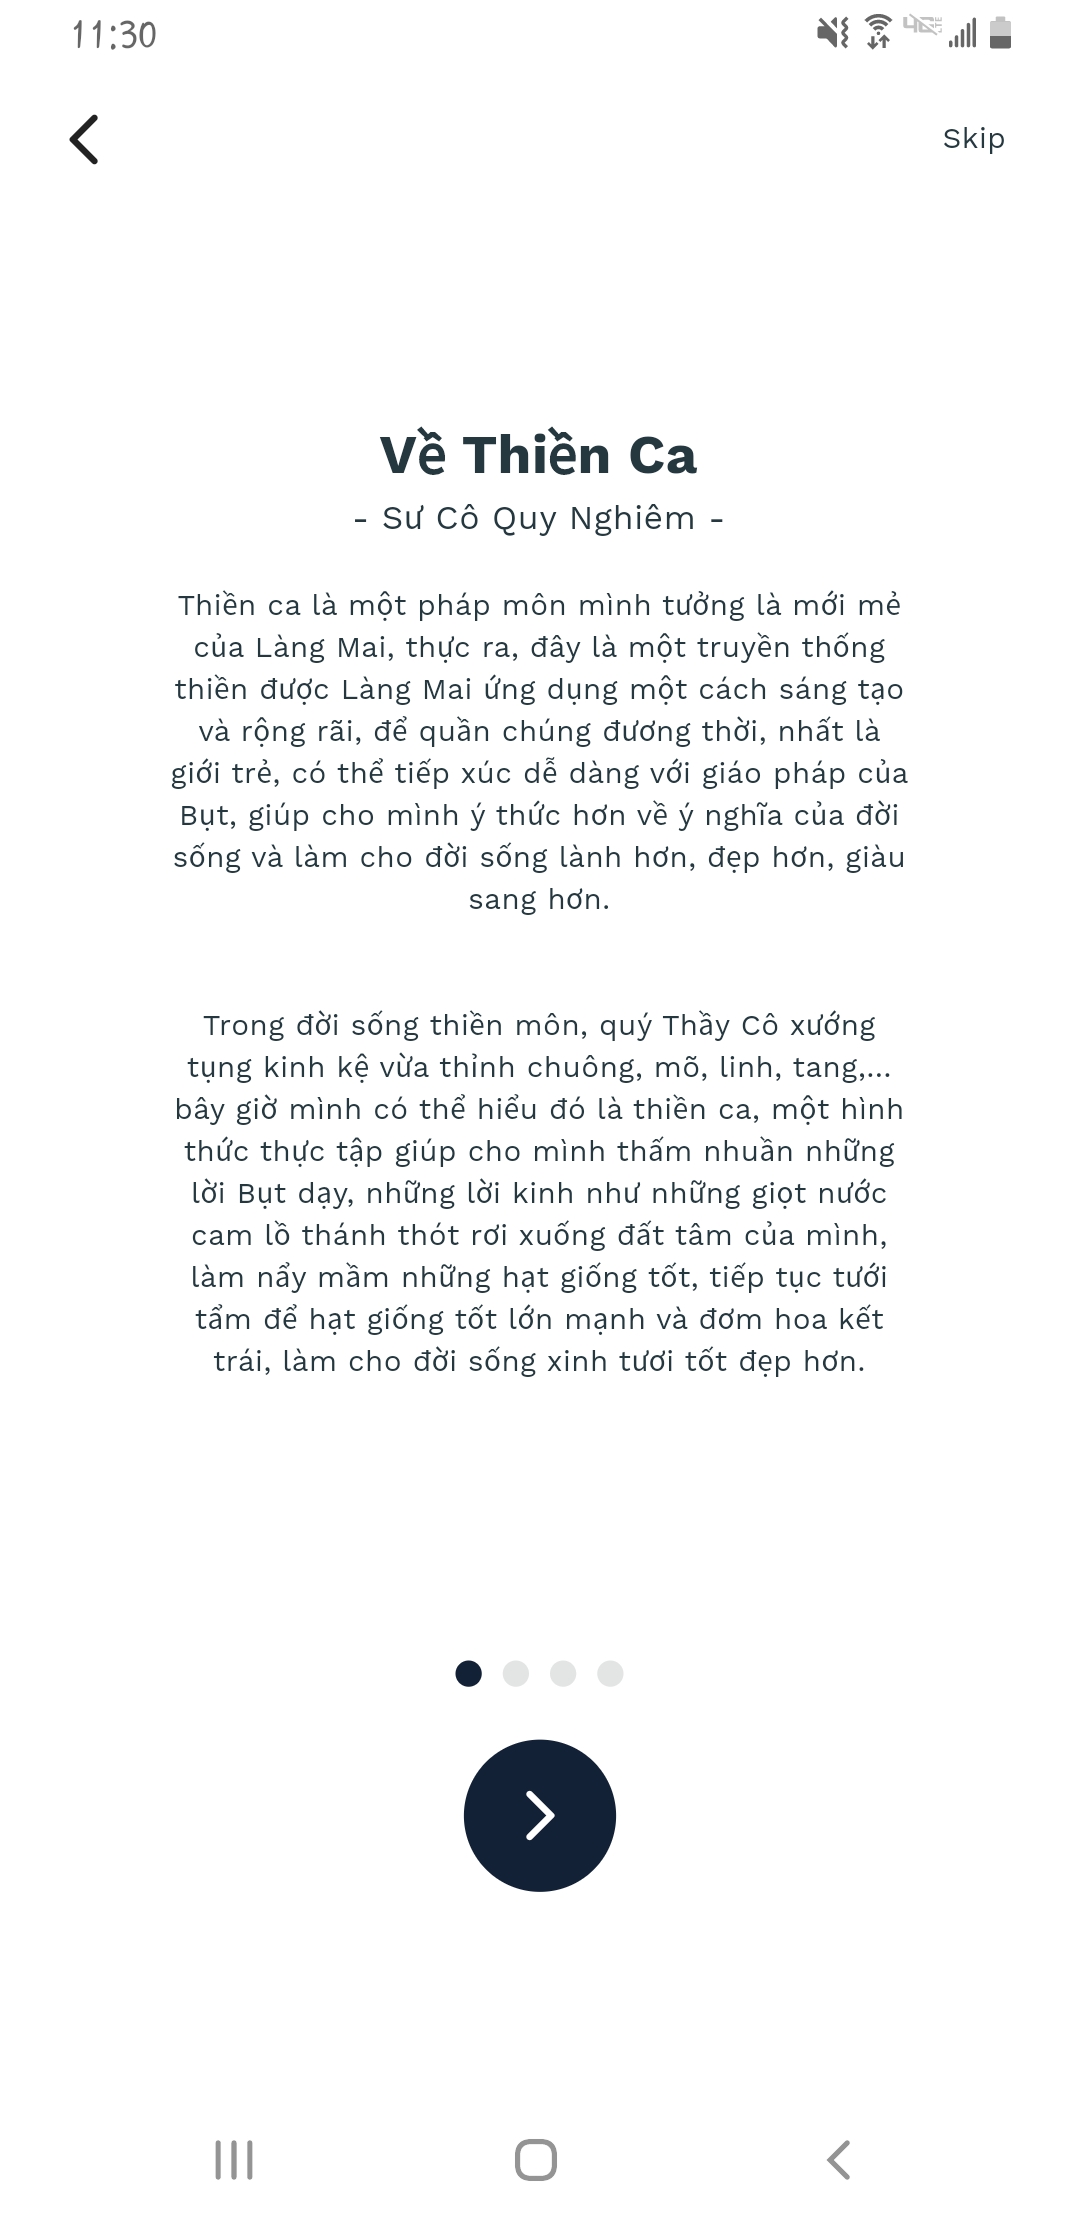 11:30
Skip
Về Thiền Ca
- Sư Cô Quy Nghiêm -
Thiền ca là một pháp môn mình tưởng là mới mẻ
của Làng Mai, thực ra, đây là một truyền thống
thiền được Làng Mai ứng dụng một cách sáng tạo
và rộng rãi, để quần chúng đương thời, nhất là
giới trẻ, có thể tiếp xúc dễ dàng với giáo pháp của
Bụt, giúp cho mình ý thức hơn về ý nghĩa của đời
sống và làm cho đời sống lành hơn, đẹp hơn, giàu
sang hơn.
Trong đời sống thiền môn, quý Thầy Cô xướng
tụng kinh kệ vừa thỉnh chuông, mõ, linh, tang,...
bây giờ mình có thể hiểu đó là thiền ca, một hình
thức thực tập giúp cho mình thấm nhuần những
lời Bụt dạy, những lời kinh như những giọt nước
cam lồ thánh thót rơi xuống đất tâm của mình,
làm nẩy mầm những hạt giống tốt, tiếp tục tưới
tẩm để hạt giống tốt lớn mạnh và đơm hoa kết
trái, làm cho đời sống xinh tươi tốt đẹp hơn.